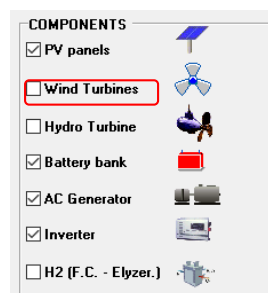 COMPONENTS
PV panels
Wind Turbines
Hydro Turbine
Battery bank
AC Generator
Inverter
H2 (F.C. - Elyzer.)